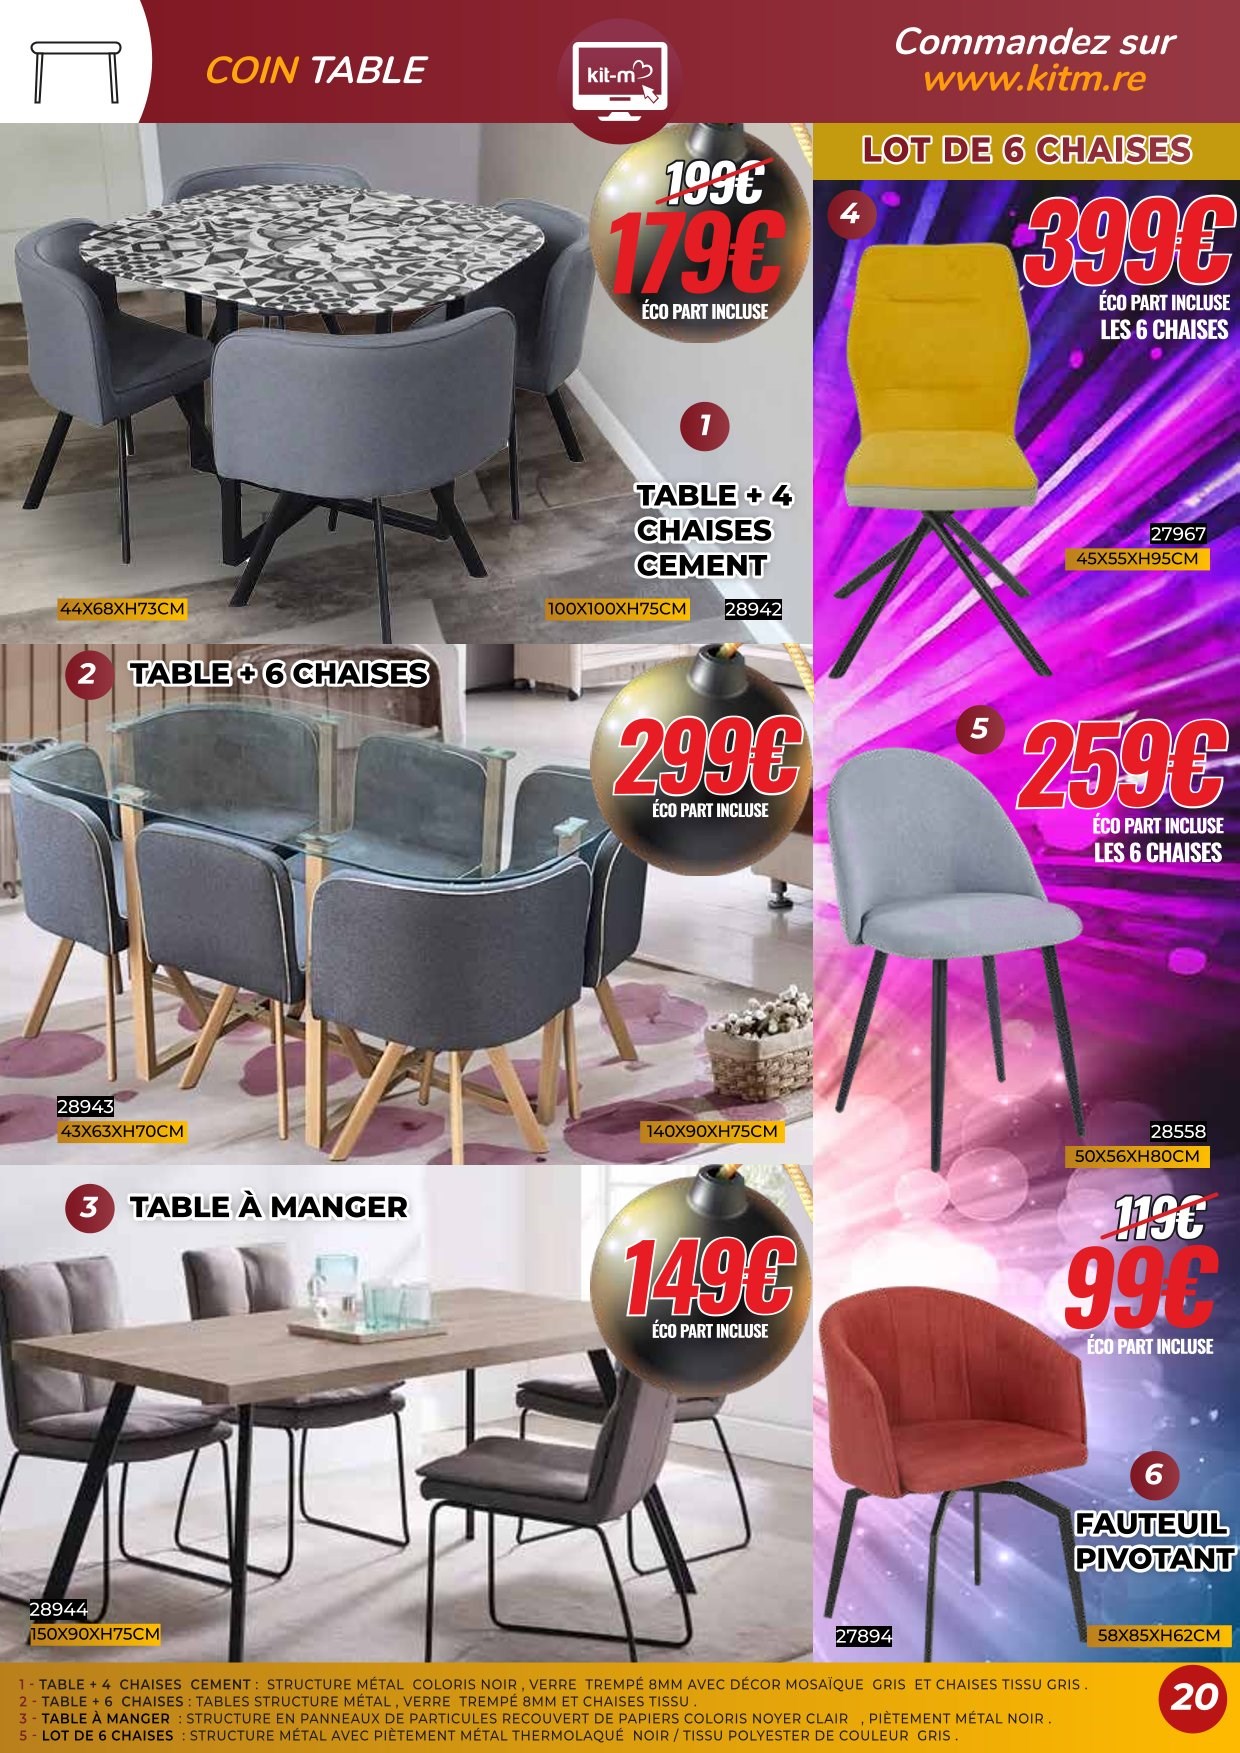 COIN TABLE
kit-m
Commandez sur
www.kitm.re
199€
179€
ÉCO PART INCLUSE
1
TABLE + 4
CHAISES
CEMENT
44X68XH73CM
100X100XH75CM
28942
2
TABLE + 6 CHAISES
299€
ÉCO PART INCLUSE
28943
43X63XH70CM
140X90XH75CM
3
TABLE À MANGER
149€
ÉCO PART INCLUSE
28944
150X90XH75CM
LOT DE 6 CHAISES
4
399€
ÉCO PART INCLUSE
LES 6 CHAISES
27967
45X55XH95CM
5
259€
ÉCO PART INCLUSE
LES 6 CHAISES
28558
50X56XH80CM
119€
99€
ÉCO PART INCLUSE
6
FAUTEUIL
PIVOTANT
27894
58X85XH62CM
1 - TABLE + 4 CHAISES CEMENT : STRUCTURE MÉTAL COLORIS NOIR , VERRE TREMPÉ 8MM AVEC DÉCOR MOSAÏQUE GRIS ET CHAISES TISSU GRIS .
2 - TABLE + 6 CHAISES : TABLES STRUCTURE MÉTAL , VERRE TREMPÉ 8MM ET CHAISES TISSU .
3 - TABLE À MANGER : STRUCTURE EN PANNEAUX DE PARTICULES RECOUVERT DE PAPIERS COLORIS NOYER CLAIR , PIÈTEMENT MÉTAL NOIR .
5 - LOT DE 6 CHAISES : STRUCTURE MÉTAL AVEC PIÈTEMENT MÉTAL THERMOLAQUÉ NOIR / TISSU POLYESTER DE COULEUR GRIS .
20